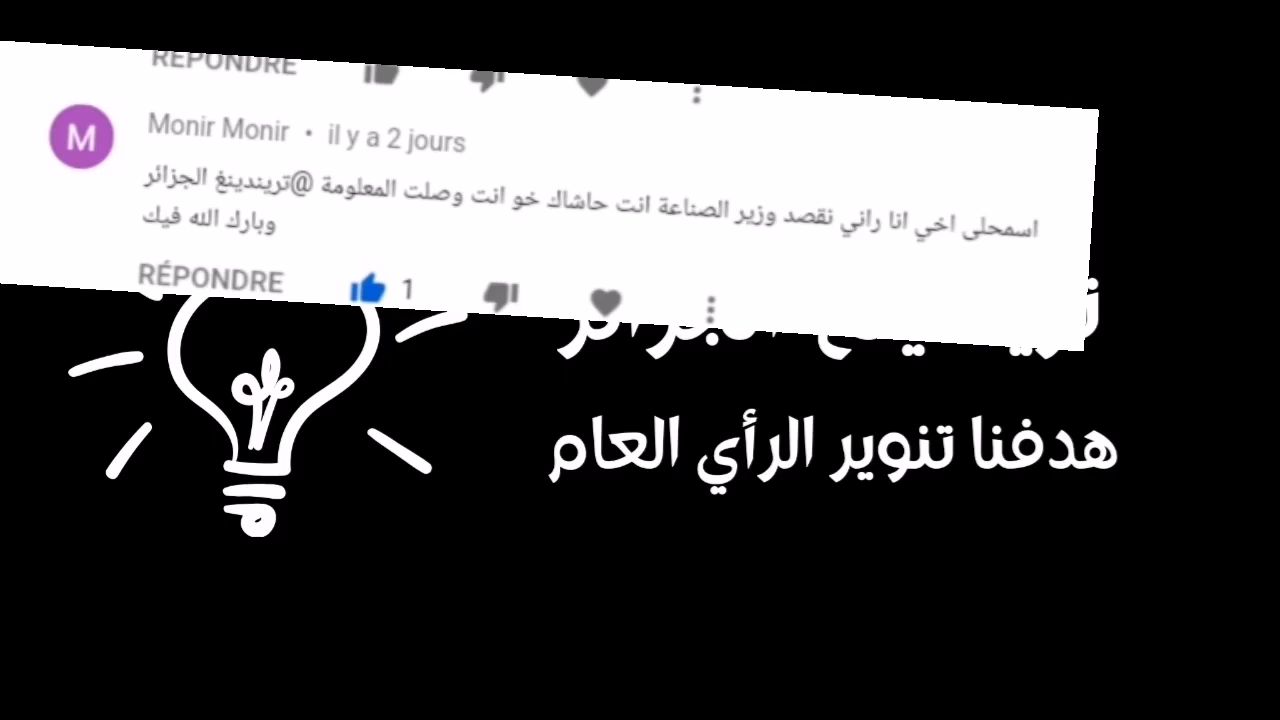 RÉPONDRE
Monir Monir • il y a 2 jours
@تريندينغ الجزائر اسمحلى اخي انا راني نقصد وزير الصناعة انت حاشاك خو انت وصلت المعلومة
وبارك الله فيك
RÉPONDRE 1
هدفنا تنوير الرأي العام